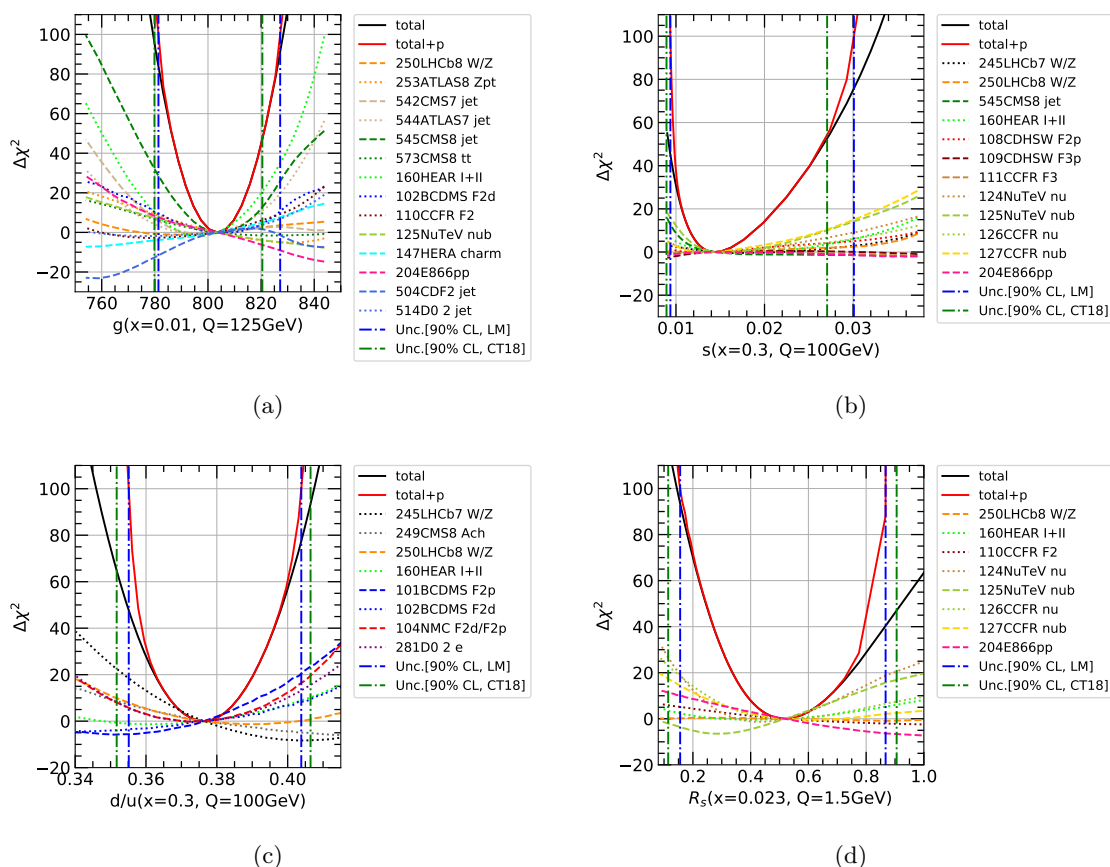 Δχ²
100
80
60
40
20
0
−20
760
780
800
820
840
g(x=0.01, Q=125GeV)
total
total+p
250LHCb8 W/Z
253ATLAS8 Zpt
542CMS7 jet
544ATLAS7 jet
545CMS8 jet
573CMS8 tt
160HEAR I+II
102BCDMS F2d
110CCFR F2
125NuTeV nub
147HERA charm
204E866pp
504CDF2 jet
514D0 2 jet
Unc.[90% CL, LM]
Unc.[90% CL, CT18]
(a)
Δχ²
100
80
60
40
20
0
−20
0.01
0.02
0.03
s(x=0.3, Q=100GeV)
total
total+p
245LHCb7 W/Z
250LHCb8 W/Z
545CMS8 jet
160HEAR I+II
108CDHSW F2p
109CDHSW F3p
111CCFR F3
124NuTeV nu
125NuTeV nub
126CCFR nu
127CCFR nub
204E866pp
Unc.[90% CL, LM]
Unc.[90% CL, CT18]
(b)
Δχ²
100
80
60
40
20
0
−20
0.34
0.36
0.38
0.40
d/u(x=0.3, Q=100GeV)
total
total+p
245LHCb7 W/Z
249CMS8 Ach
250LHCb8 W/Z
160HEAR I+II
101BCDMS F2p
102BCDMS F2d
104NMC F2d/F2p
281D0 2 e
Unc.[90% CL, LM]
Unc.[90% CL, CT18]
(c)
Δχ²
100
80
60
40
20
0
−20
0.2
0.4
0.6
0.8
1.0
R_s(x=0.023, Q=1.5GeV)
total
total+p
250LHCb8 W/Z
160HEAR I+II
110CCFR F2
124NuTeV nu
125NuTeV nub
126CCFR nu
127CCFR nub
204E866pp
Unc.[90% CL, LM]
Unc.[90% CL, CT18]
(d)